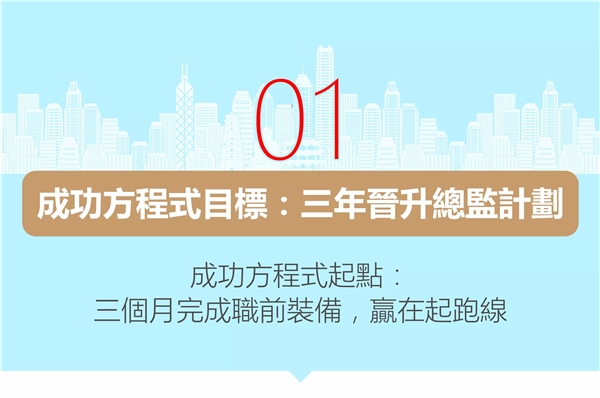 01
成功方程式目標：三年晉升總監計劃
成功方程式起點：
三個月完成職前裝備，贏在起跑線